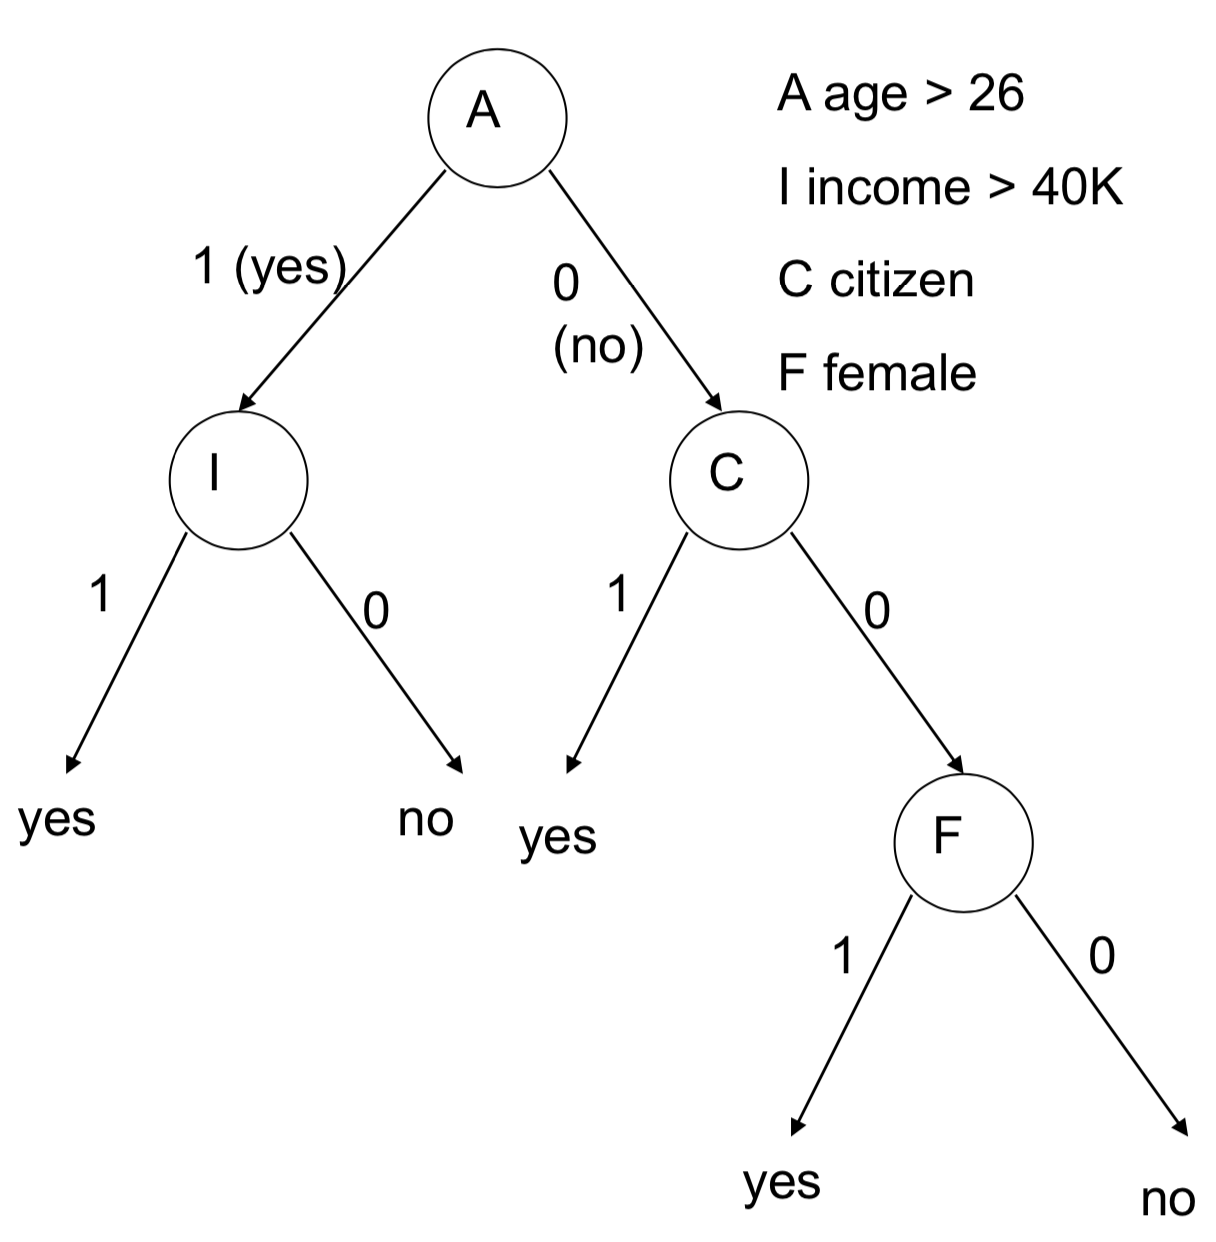 A
A age > 26
I income > 40K
C citizen
F female
1 (yes)
0
(no)
I
C
1
0
1
0
yes
no
yes
F
1
0
yes
no